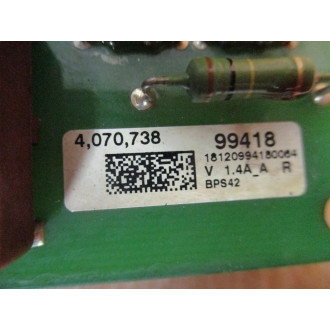 4,070,738 99418
18120994180064
V 1.4A_A R
BPS42